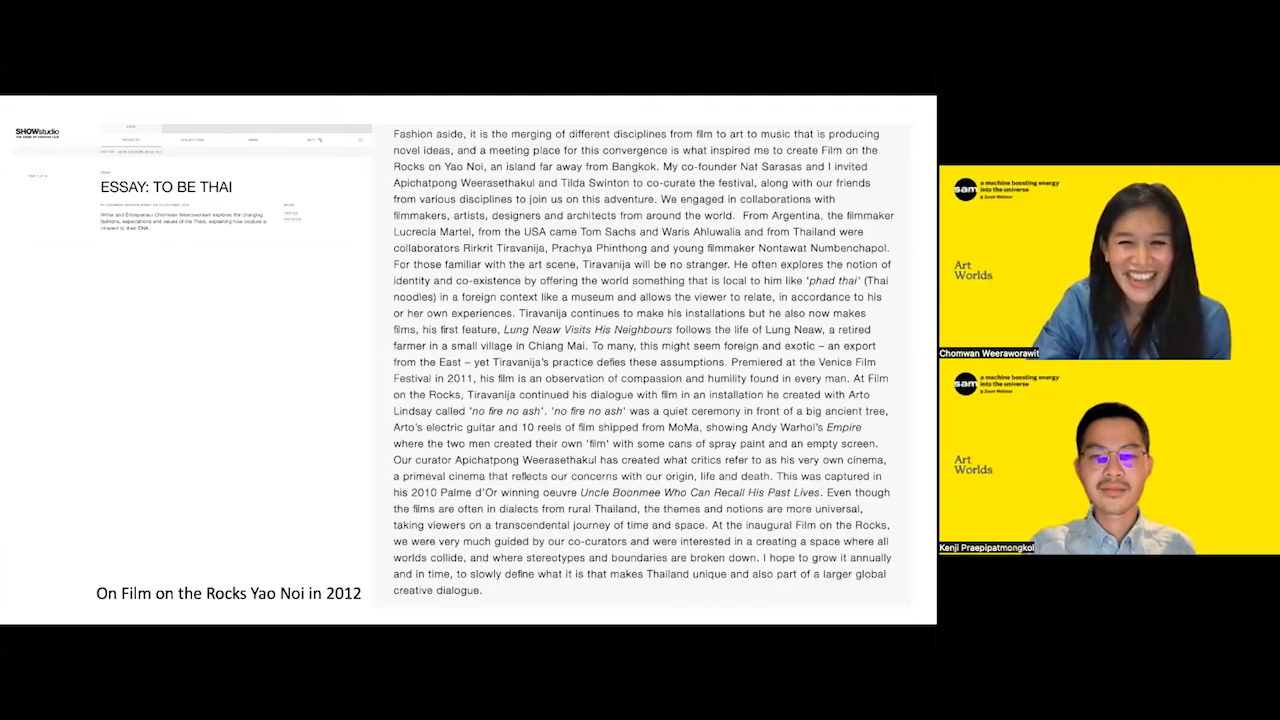 SHOWstudio
ESSAY: TO BE THAI
Writer and Entrepreneur Chomwan Weeraworawit explores the changing
fashions, expectations and values of the Thais, explaining how couture is
inherent to their DNA.
On Film on the Rocks Yao Noi in 2012
Fashion aside, it is the merging of different disciplines from film to art to music that is producing
novel ideas, and a meeting point for this convergence is what inspired me to create Film on the
Rocks on Yao Noi, an island far away from Bangkok. My co-founder Nat Sarasas and I invited
Apichatpong Weerasethakul and Tilda Swinton to co-curate the festival, along with our friends
from various disciplines to join us on this adventure. We engaged in collaborations with
filmmakers, artists, designers and architects from around the world. From Argentina, the filmmaker
Lucrecia Martel, from the USA came Tom Sachs and Waris Ahluwalia and from Thailand were
collaborators Rirkrit Tiravanija, Prachya Phinthong and young filmmaker Nontawat Numbenchapol.
For those familiar with the art scene, Tiravanija will be no stranger. He often explores the notion of
identity and co-existence by offering the world something that is local to him like 'phad thai' (Thai
noodles) in a foreign context like a museum and allows the viewer to relate, in accordance to his
or her own experiences. Tiravanija continues to make his installations but he also now makes
films, his first feature, Lung Neaw Visits His Neighbours follows the life of Lung Neaw, a retired
farmer in a small village in Chiang Mai. To many, this might seem foreign and exotic – an export
from the East – yet Tiravanija's practice defies these assumptions. Premiered at the Venice Film
Festival in 2011, his film is an observation of compassion and humility found in every man. At Film
on the Rocks, Tiravanija continued his dialogue with film in an installation he created with Arto
Lindsay called 'no fire no ash'. 'no fire no ash' was a quiet ceremony in front of a big ancient tree,
Arto's electric guitar and 10 reels of film shipped from MoMa, showing Andy Warhol's Empire
where the two men created their own 'film' with some cans of spray paint and an empty screen.
Our curator Apichatpong Weerasethakul has created what critics refer to as his very own cinema,
a primeval cinema that reflects our concerns with our origin, life and death. This was captured in
his 2010 Palme d'Or winning oeuvre Uncle Boonmee Who Can Recall His Past Lives. Even though
the films are often in dialects from rural Thailand, the themes and notions are more universal,
taking viewers on a transcendental journey of time and space. At the inaugural Film on the Rocks,
we were very much guided by our co-curators and were interested in a creating a space where all
worlds collide, and where stereotypes and boundaries are broken down. I hope to grow it annually
and in time, to slowly define what it is that makes Thailand unique and also part of a larger global
creative dialogue.
sam
a machine boosting energy
into the universe
Art
Worlds
Chomwan Weeraworawit
sam
a machine boosting energy
into the universe
Art
Worlds
Kenji Praepipatmongkol